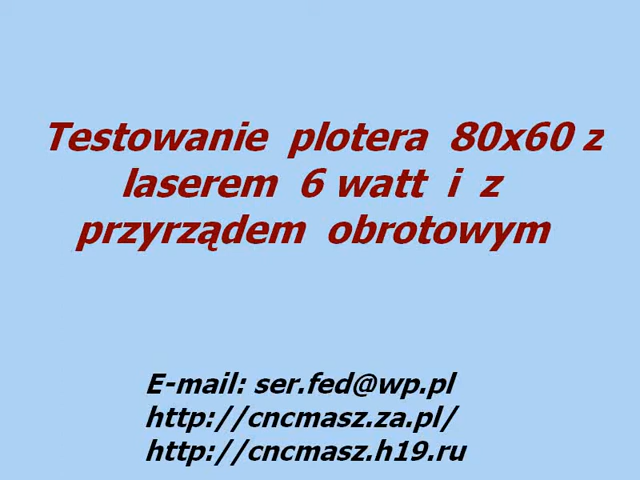 Testowanie plotera 80x60 z
laserem 6 watt i z
przyrządem obrotowym
E-mail: ser.fed@wp.pl
http://cncmasz.za.pl/
http://cncmasz.h19.ru